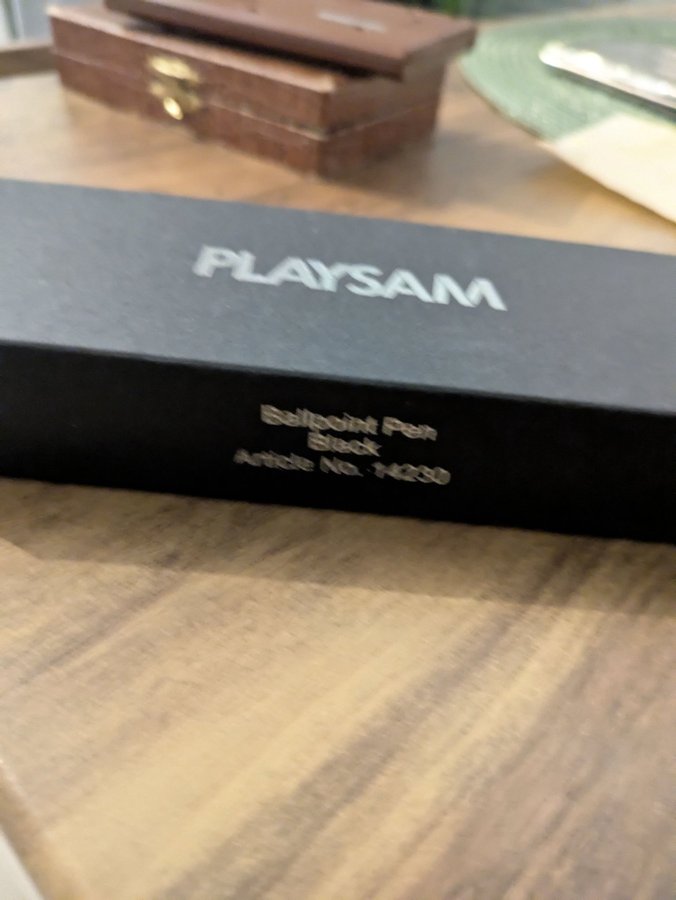 PLAYSAM
Ballpoint Pen
Black
Article No. 14230